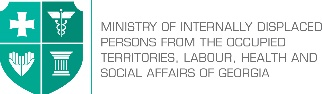 MINISTRY OF INTERNALLY DISPLACED
PERSONS FROM THE OCCUPIED
TERRITORIES, LABOUR, HEALTH AND
SOCIAL AFFAIRS OF GEORGIA